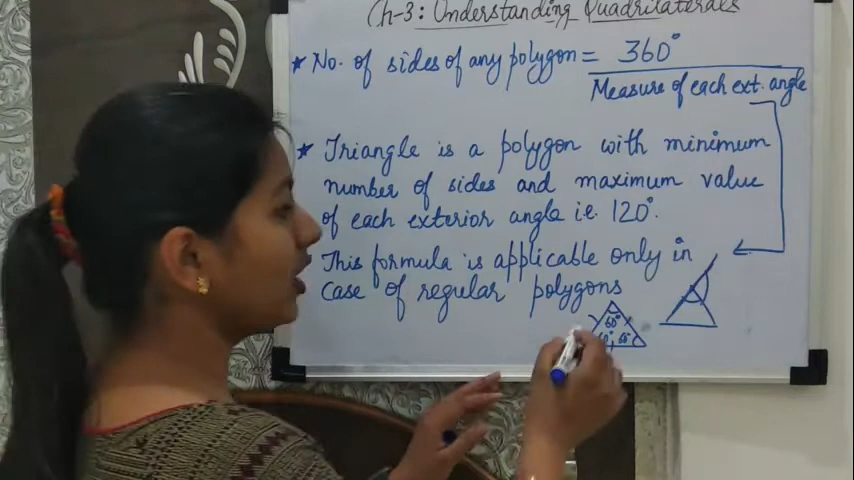 Ch-3: Understanding Quadrilaterals
★ No. of sides of any polygon = 360°
Measure of each ext. angle
★ Triangle is a polygon with minimum
number of sides and maximum value
of each exterior angle i.e. 120°.
This formula is applicable only in
case of regular polygons
60°
60° 60°